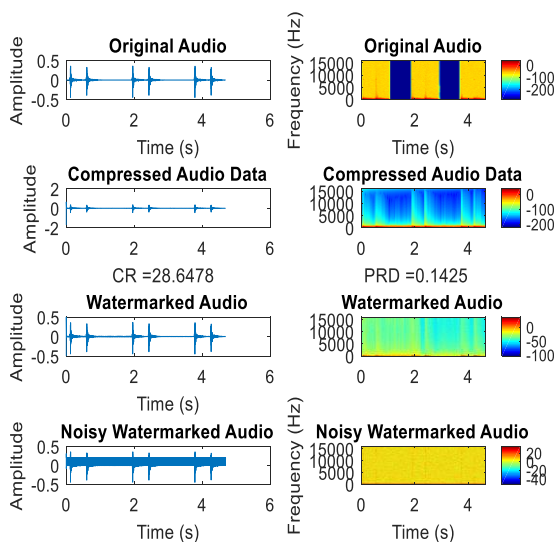 Original Audio
Amplitude
0.5
0
-0.5
0 2 4 6
Time (s)
Original Audio
Frequency (Hz)
15000
10000
5000
0
0 2 4
Time (s)
0
-100
-200
Compressed Audio Data
Amplitude
2
0
-2
0 2 4 6
CR =28.6478
Compressed Audio Data
15000
10000
5000
0
0 2 4
PRD =0.1425
0
-100
-200
Watermarked Audio
Amplitude
0.5
0
-0.5
0 2 4 6
Time (s)
Watermarked Audio
15000
10000
5000
0
0 2 4
0
-50
-100
Noisy Watermarked Audio
Amplitude
0.5
0
-0.5
0 2 4 6
Time (s)
Noisy Watermarked Audio
Frequency (Hz)
15000
10000
5000
0
0 2 4
Time (s)
20
0
-20
-40